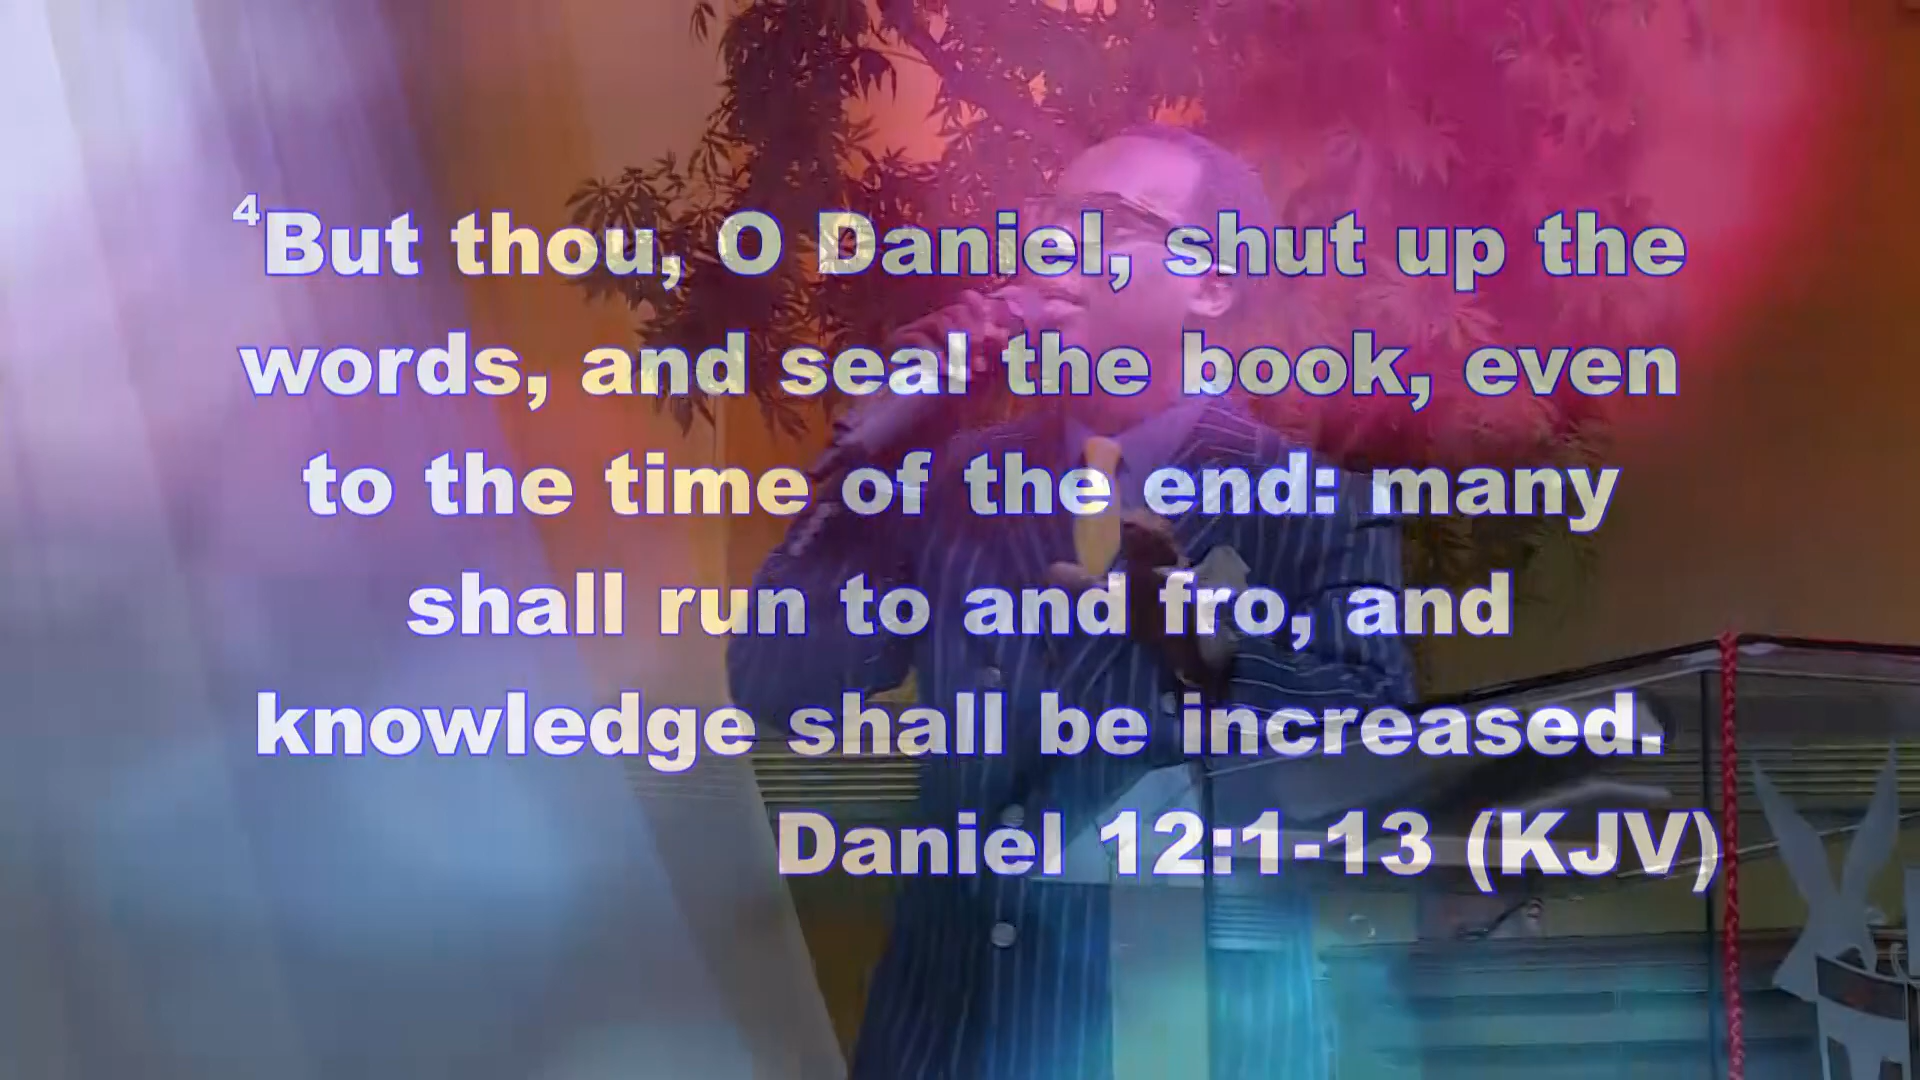 ⁴But thou, O Daniel, shut up the
words, and seal the book, even
to the time of the end: many
shall run to and fro, and
knowledge shall be increased.
Daniel 12:1-13 (KJV)